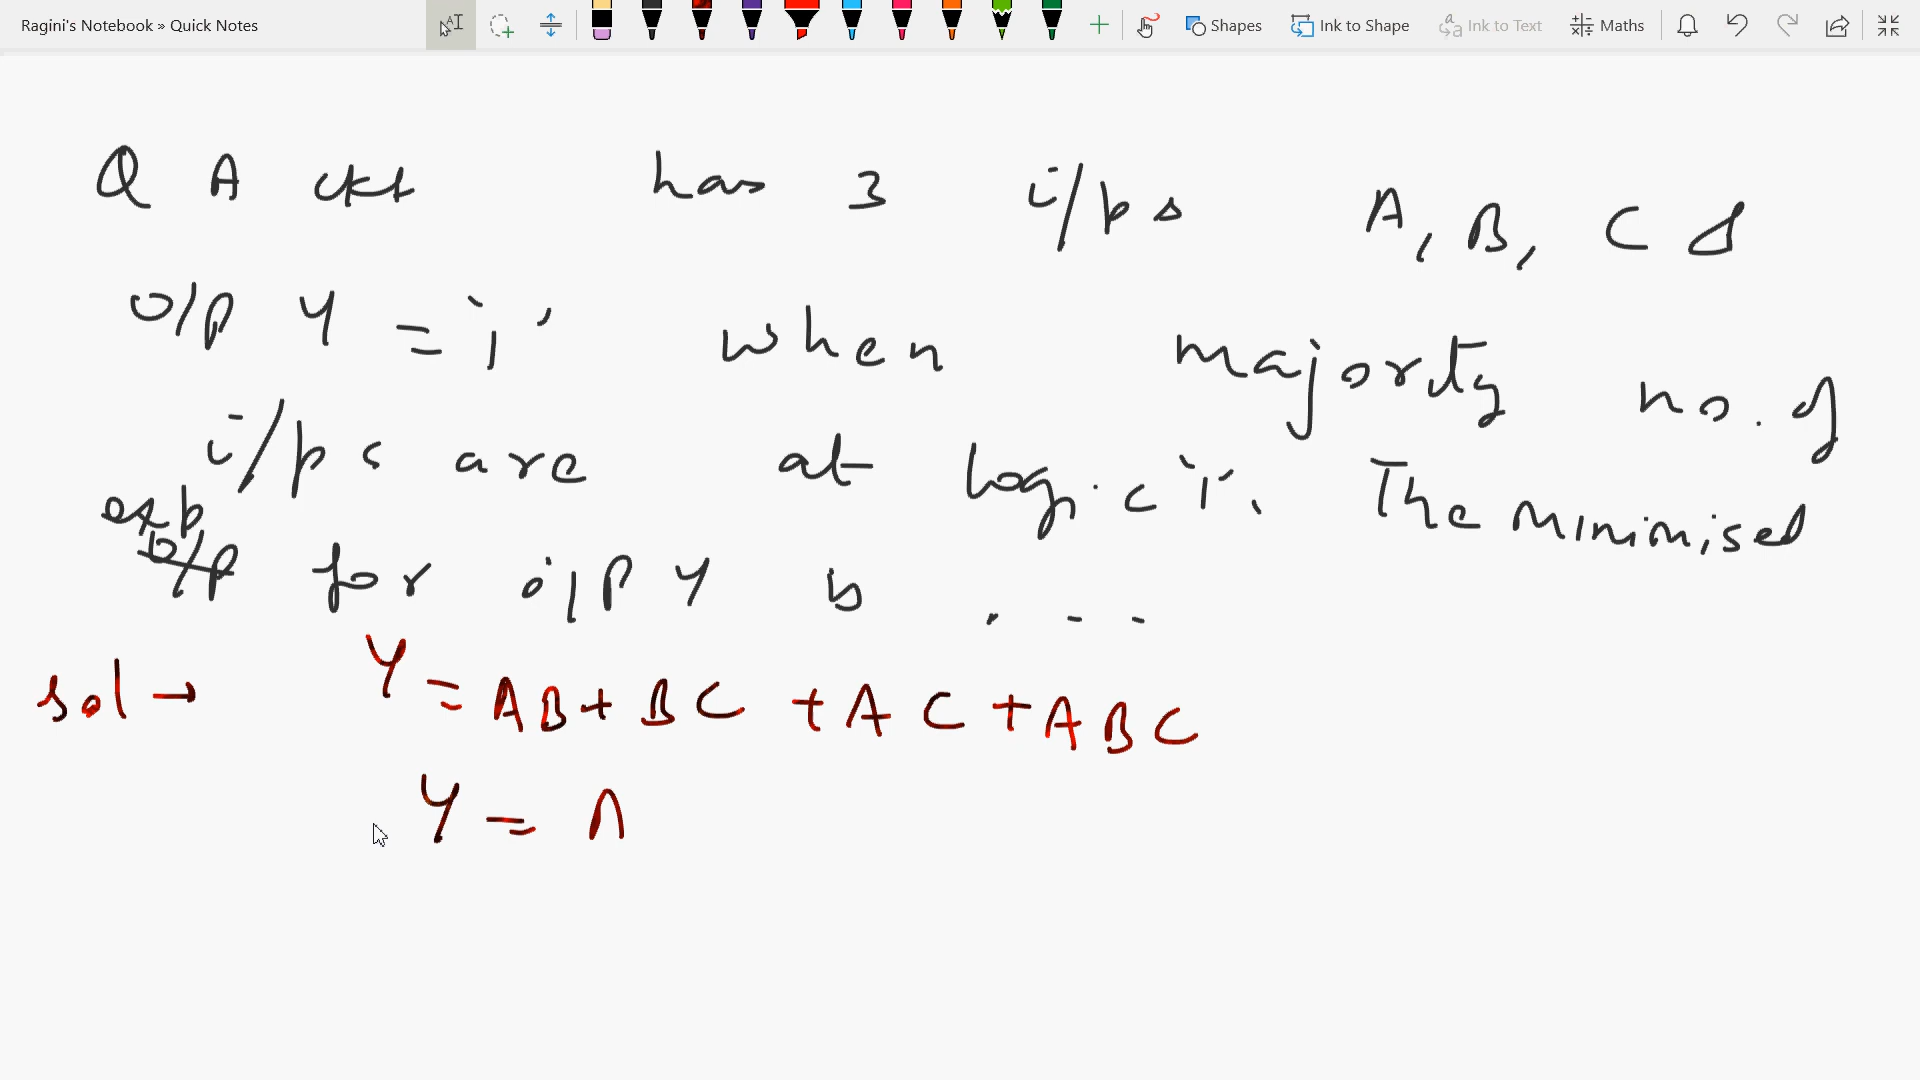 Ragini's Notebook » Quick Notes Shapes Ink to Shape Ink to Text Maths
Q A ckt has 3 i/ps A, B, C &
O/P Y = '1' when majority no. of
i/ps are at logic '1'. The minimised
exp
o/p for o/p Y is ...
sol → Y = AB + BC + AC + ABC
Y = A